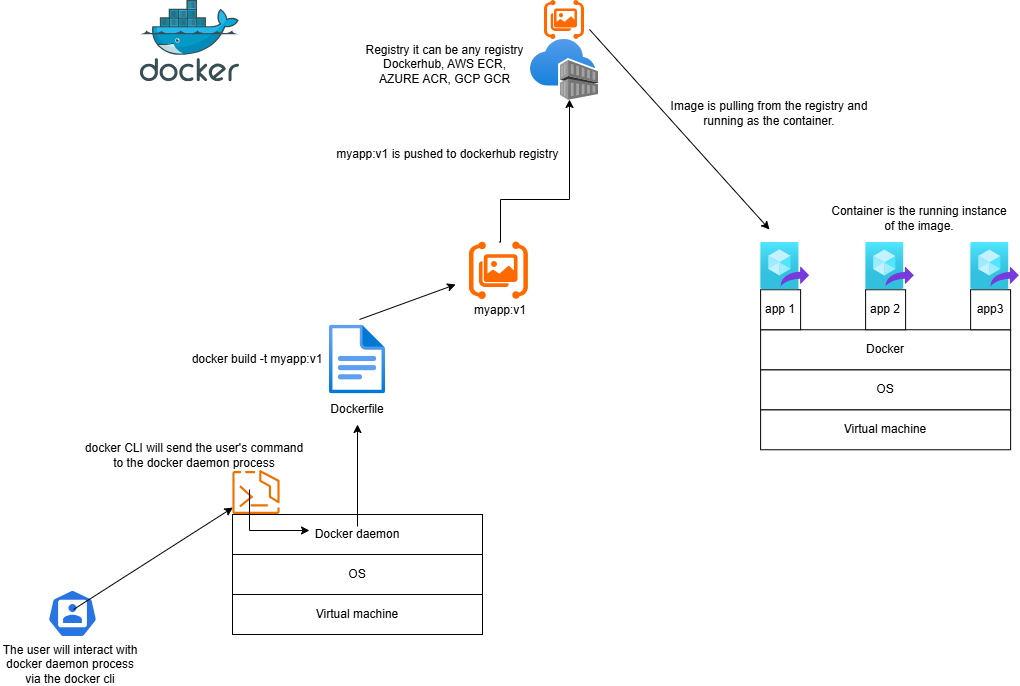 docker
Registry it can be any registry
Dockerhub, AWS ECR,
AZURE ACR, GCP GCR
Image is pulling from the registry and
running as the container.
myapp:v1 is pushed to dockerhub registry
Container is the running instance
of the image.
myapp:v1
app 1
app 2
app3
Docker
OS
Virtual machine
docker build -t myapp:v1
Dockerfile
docker CLI will send the user's command
to the docker daemon process
Docker daemon
OS
Virtual machine
The user will interact with
docker daemon process
via the docker cli